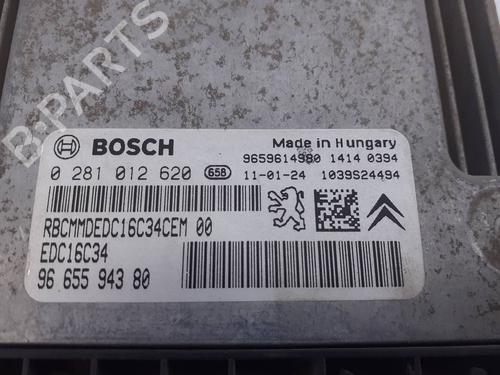 B-PARTS
BOSCH
Made in Hungary
9659614980 1414 0394
0 281 012 620 658 11-01-24 1039S24494
RBCMMDEDC16C34CEM 00
EDC16C34
96 655 943 80